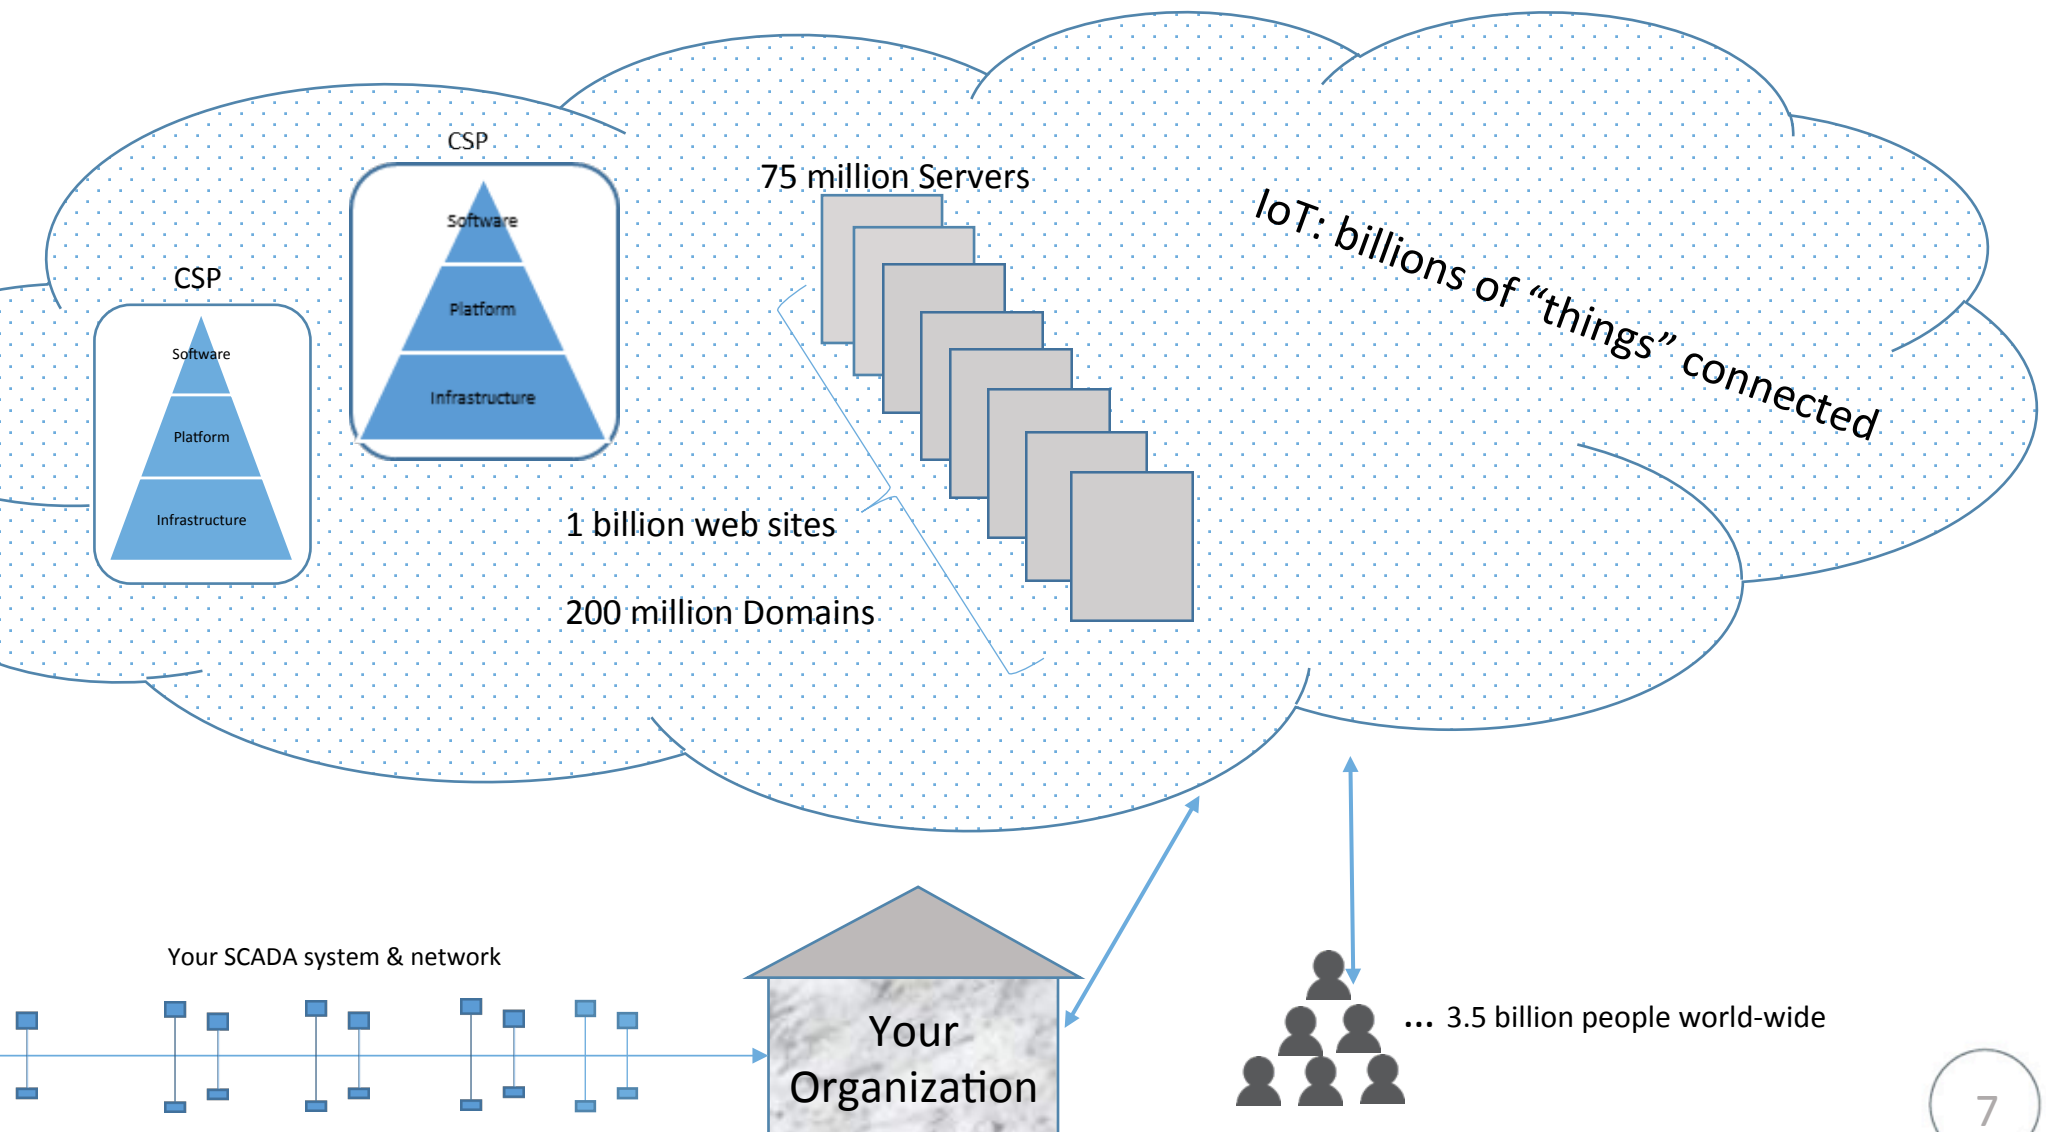 CSP
Software
Platform
Infrastructure
CSP
Software
Platform
Infrastructure
75 million Servers
1 billion web sites
200 million Domains
IoT: billions of “things” connected
Your SCADA system & network
Your
Organization
... 3.5 billion people world-wide
7